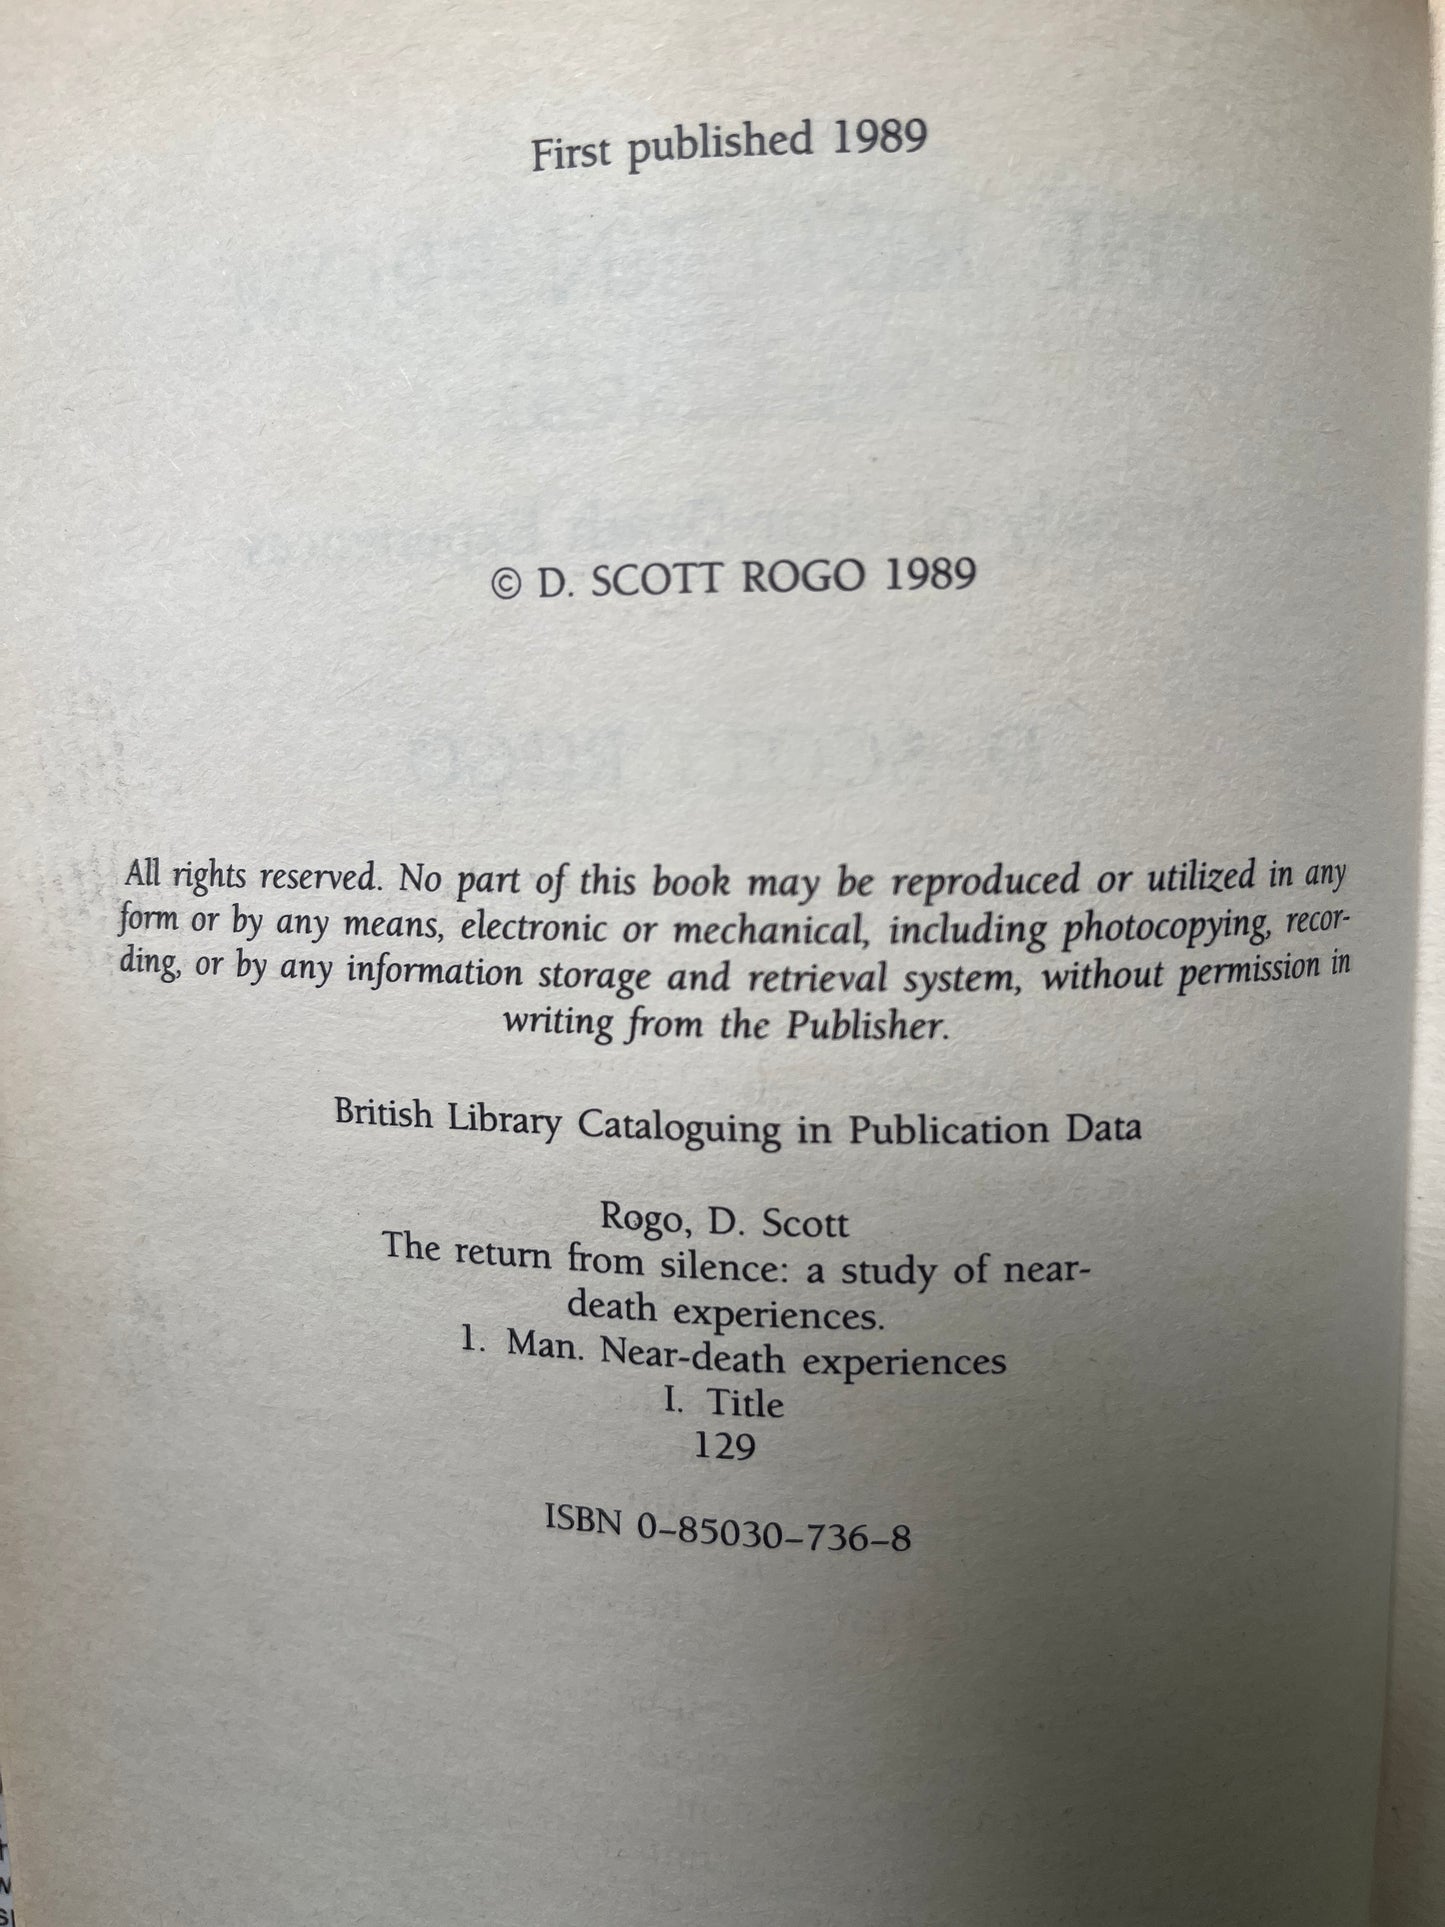 First published 1989
© D. SCOTT ROGO 1989
All rights reserved. No part of this book may be reproduced or utilized in any
form or by any means, electronic or mechanical, including photocopying, recor-
ding, or by any information storage and retrieval system, without permission in
writing from the Publisher.
British Library Cataloguing in Publication Data
Rogo, D. Scott
The return from silence: a study of near-
death experiences.
1. Man. Near-death experiences
I. Title
129
ISBN 0–85030–736–8